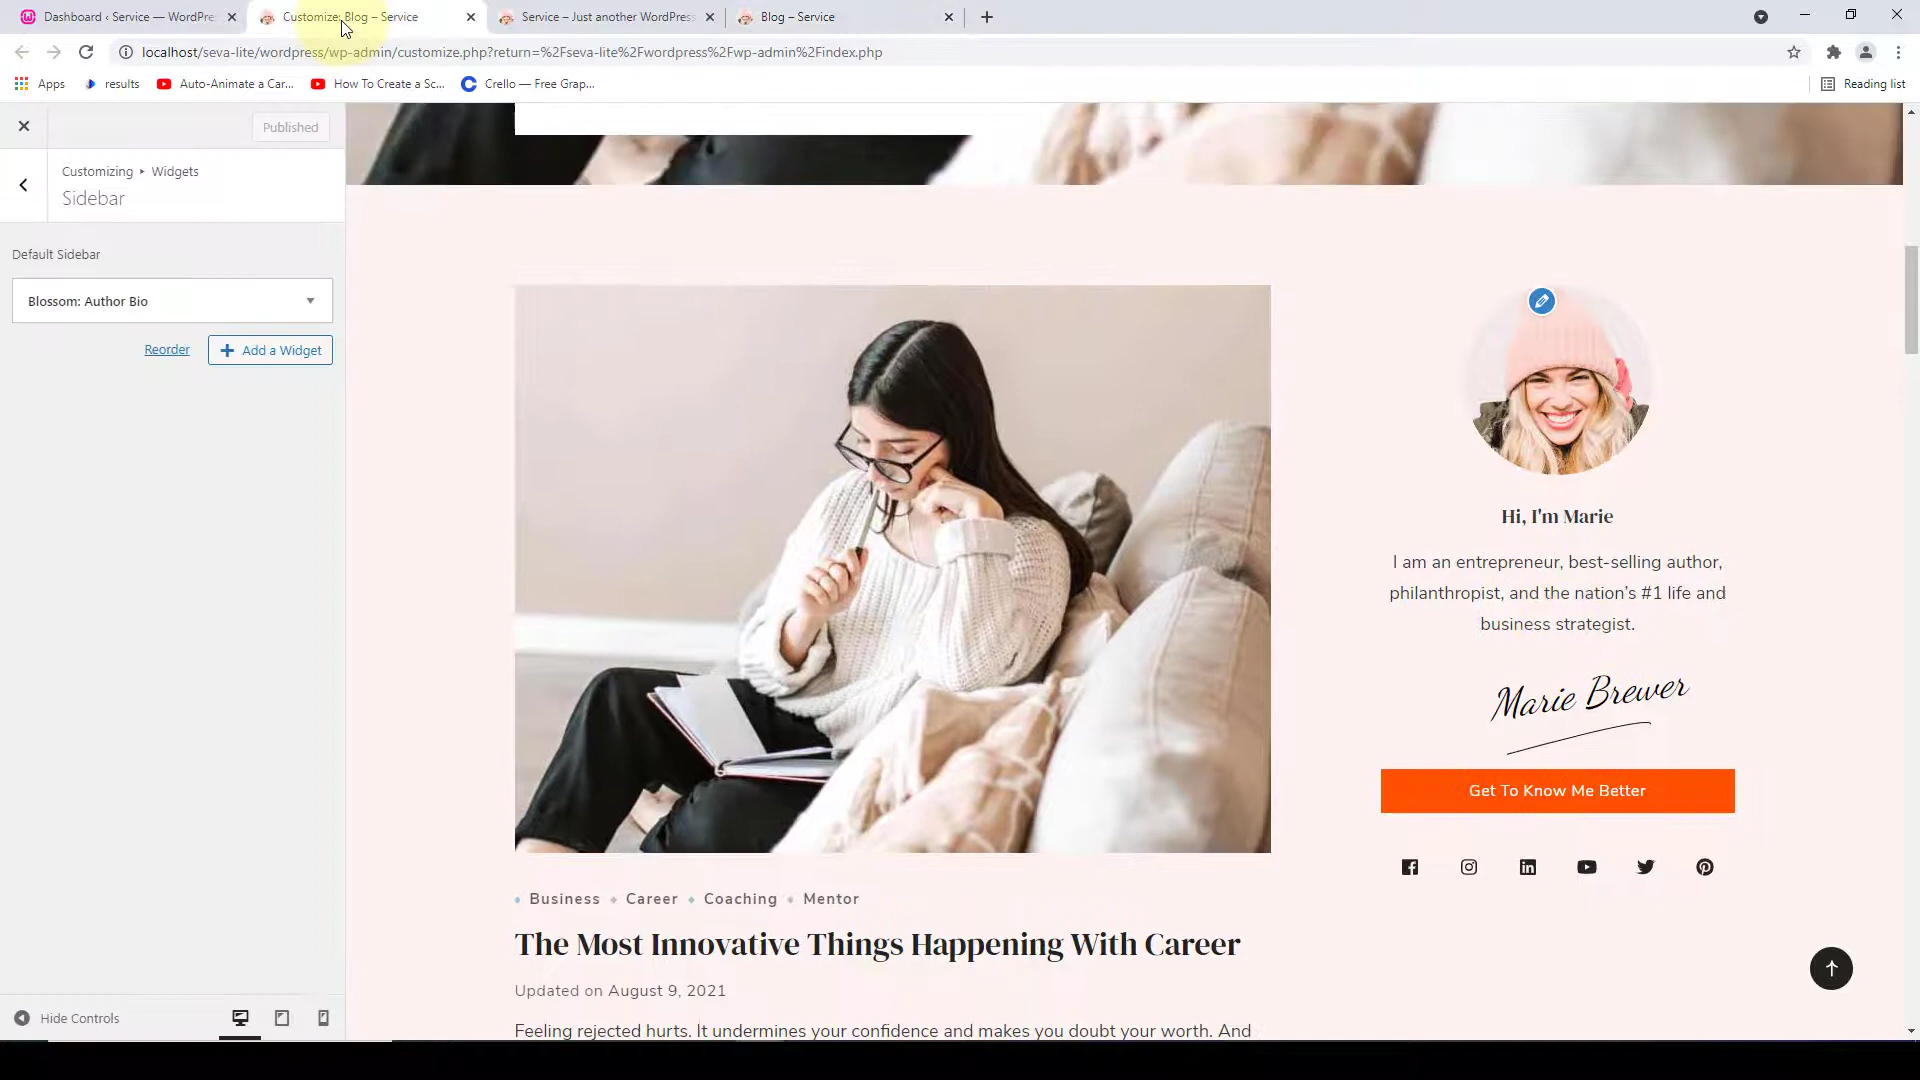 Dashboard ‹ Service — WordPre
Customize: Blog – Service
Service – Just another WordPress
Blog – Service
localhost/seva-lite/wordpress/wp-admin/customize.php?return=%2Fseva-lite%2Fwordpress%2Fwp-admin%2Findex.php
Apps
results
Auto-Animate a Car...
How To Create a Sc...
Crello — Free Grap...
Reading list
Published
Customizing ▸ Widgets
Sidebar
Default Sidebar
Blossom: Author Bio
Reorder
Add a Widget
Hide Controls
Hi, I'm Marie
I am an entrepreneur, best-selling author,
philanthropist, and the nation's #1 life and
business strategist.
Marie Brewer
Get To Know Me Better
Business
Career
Coaching
Mentor
The Most Innovative Things Happening With Career
Updated on August 9, 2021
Feeling rejected hurts. It undermines your confidence and makes you doubt your worth. And